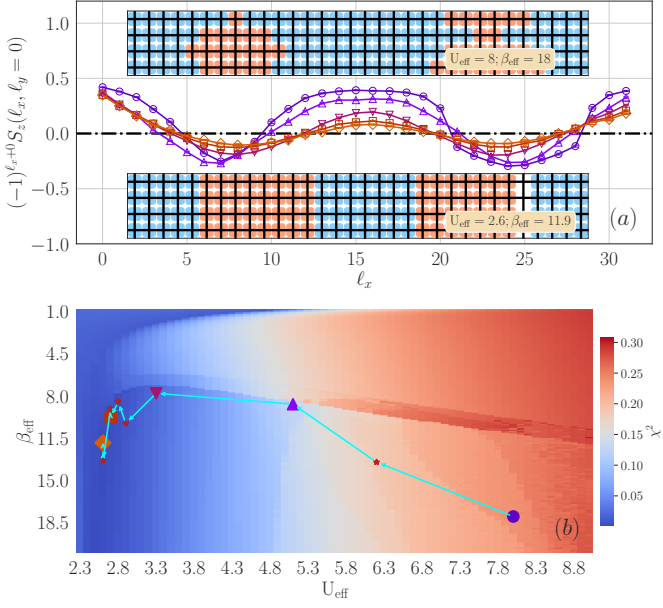 1.0
0.5
0.0
−0.5
−1.0
(−1)^{ℓ_x+0} S_z(ℓ_x, ℓ_y = 0)
U_eff = 8; β_eff = 18
U_eff = 2.6; β_eff = 11.9
(a)
0 5 10 15 20 25 30
ℓ_x
1.0
4.5
8.0
11.5
15.0
18.5
β_eff
(b)
2.3 2.8 3.3 3.8 4.3 4.8 5.3 5.8 6.3 6.8 7.3 7.8 8.3 8.8
U_eff
0.30
0.25
0.20
0.15
0.10
0.05
χ²